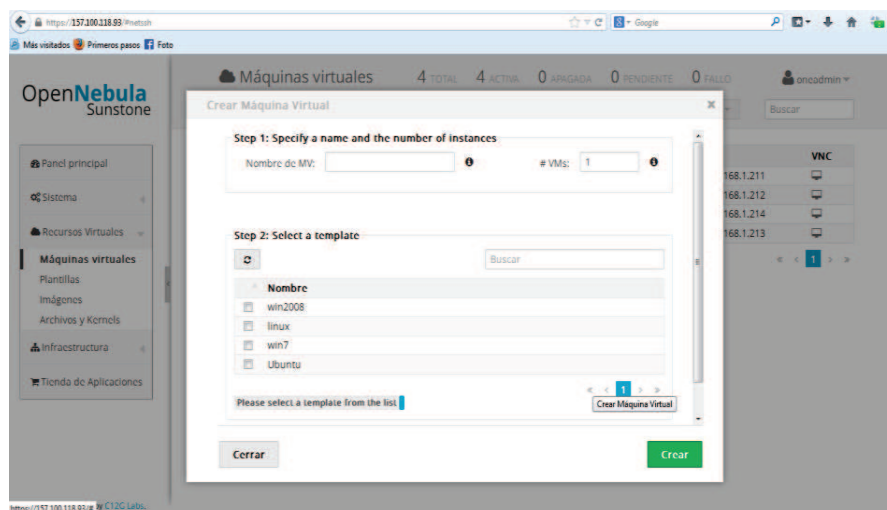 https://157.100.118.93/#netssh
Google
Más visitados Primeros pasos Foto
OpenNebula
Sunstone
Máquinas virtuales 4 TOTAL 4 ACTIVA 0 APAGADA 0 PENDIENTE 0 FALLO
oneadmin
Buscar
Panel principal
Sistema
Recursos Virtuales
Máquinas virtuales
Plantillas
Imágenes
Archivos y Kernels
Infraestructura
Tienda de Aplicaciones
Crear Máquina Virtual
Step 1: Specify a name and the number of instances
Nombre de MV: # VMs: 1
Step 2: Select a template
Buscar
Nombre
win2008
linux
win7
Ubuntu
« < 1 > »
Please select a template from the list
Crear Máquina Virtual
Cerrar Crear
VNC
168.1.211
168.1.212
168.1.214
168.1.213
« < 1 > »
https://157.100.118.93/# by C12G Labs.